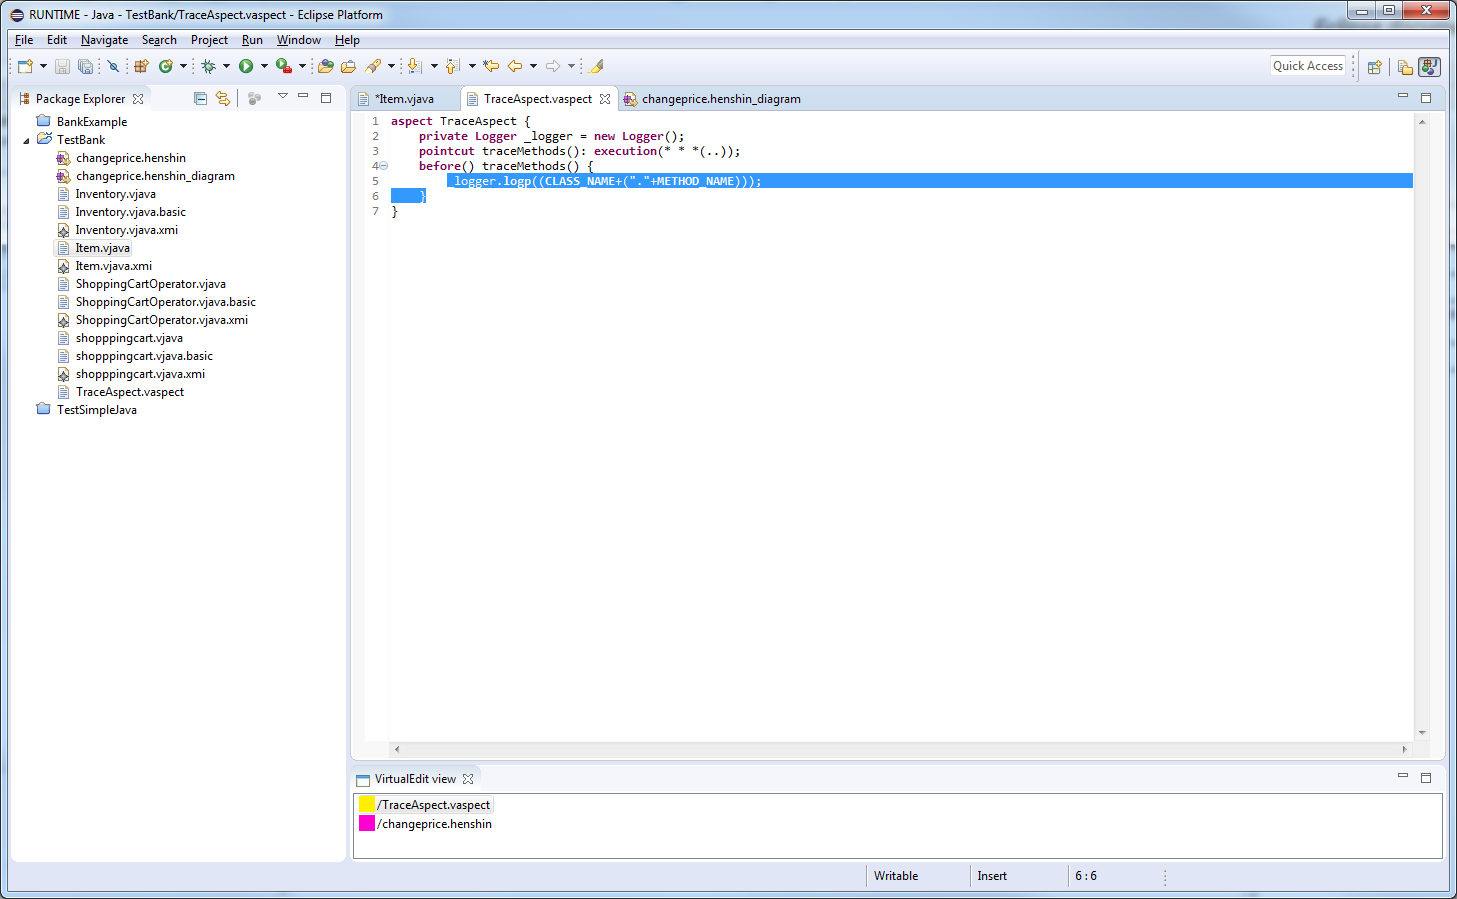 RUNTIME - Java - TestBank/TraceAspect.vaspect - Eclipse Platform
File Edit Navigate Search Project Run Window Help
Quick Access
Package Explorer
*Item.vjava TraceAspect.vaspect changeprice.henshin_diagram
BankExample
TestBank
changeprice.henshin
changeprice.henshin_diagram
Inventory.vjava
Inventory.vjava.basic
Inventory.vjava.xmi
Item.vjava
Item.vjava.xmi
ShoppingCartOperator.vjava
ShoppingCartOperator.vjava.basic
ShoppingCartOperator.vjava.xmi
shopppingcart.vjava
shopppingcart.vjava.basic
shopppingcart.vjava.xmi
TraceAspect.vaspect
TestSimpleJava
1 aspect TraceAspect {
2 private Logger _logger = new Logger();
3 pointcut traceMethods(): execution(* * *(..));
4 before() traceMethods() {
5 _logger.logp((CLASS_NAME+("."+METHOD_NAME)));
6 }
7 }
VirtualEdit view
/TraceAspect.vaspect
/changeprice.henshin
Writable Insert 6 : 6